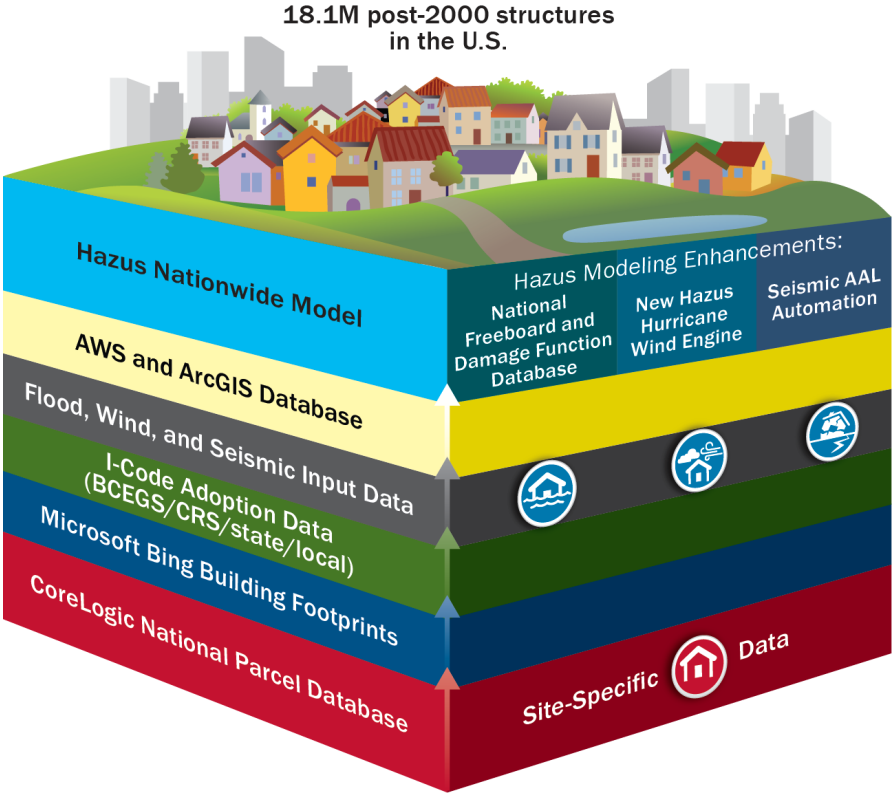 18.1M post-2000 structures
in the U.S.
Hazus Nationwide Model
AWS and ArcGIS Database
Flood, Wind, and Seismic Input Data
I-Code Adoption Data
(BCEGS/CRS/state/local)
Microsoft Bing Building Footprints
CoreLogic National Parcel Database
Hazus Modeling Enhancements:
National
Freeboard and
Damage Function
Database
New Hazus
Hurricane
Wind Engine
Seismic AAL
Automation
Site-Specific Data